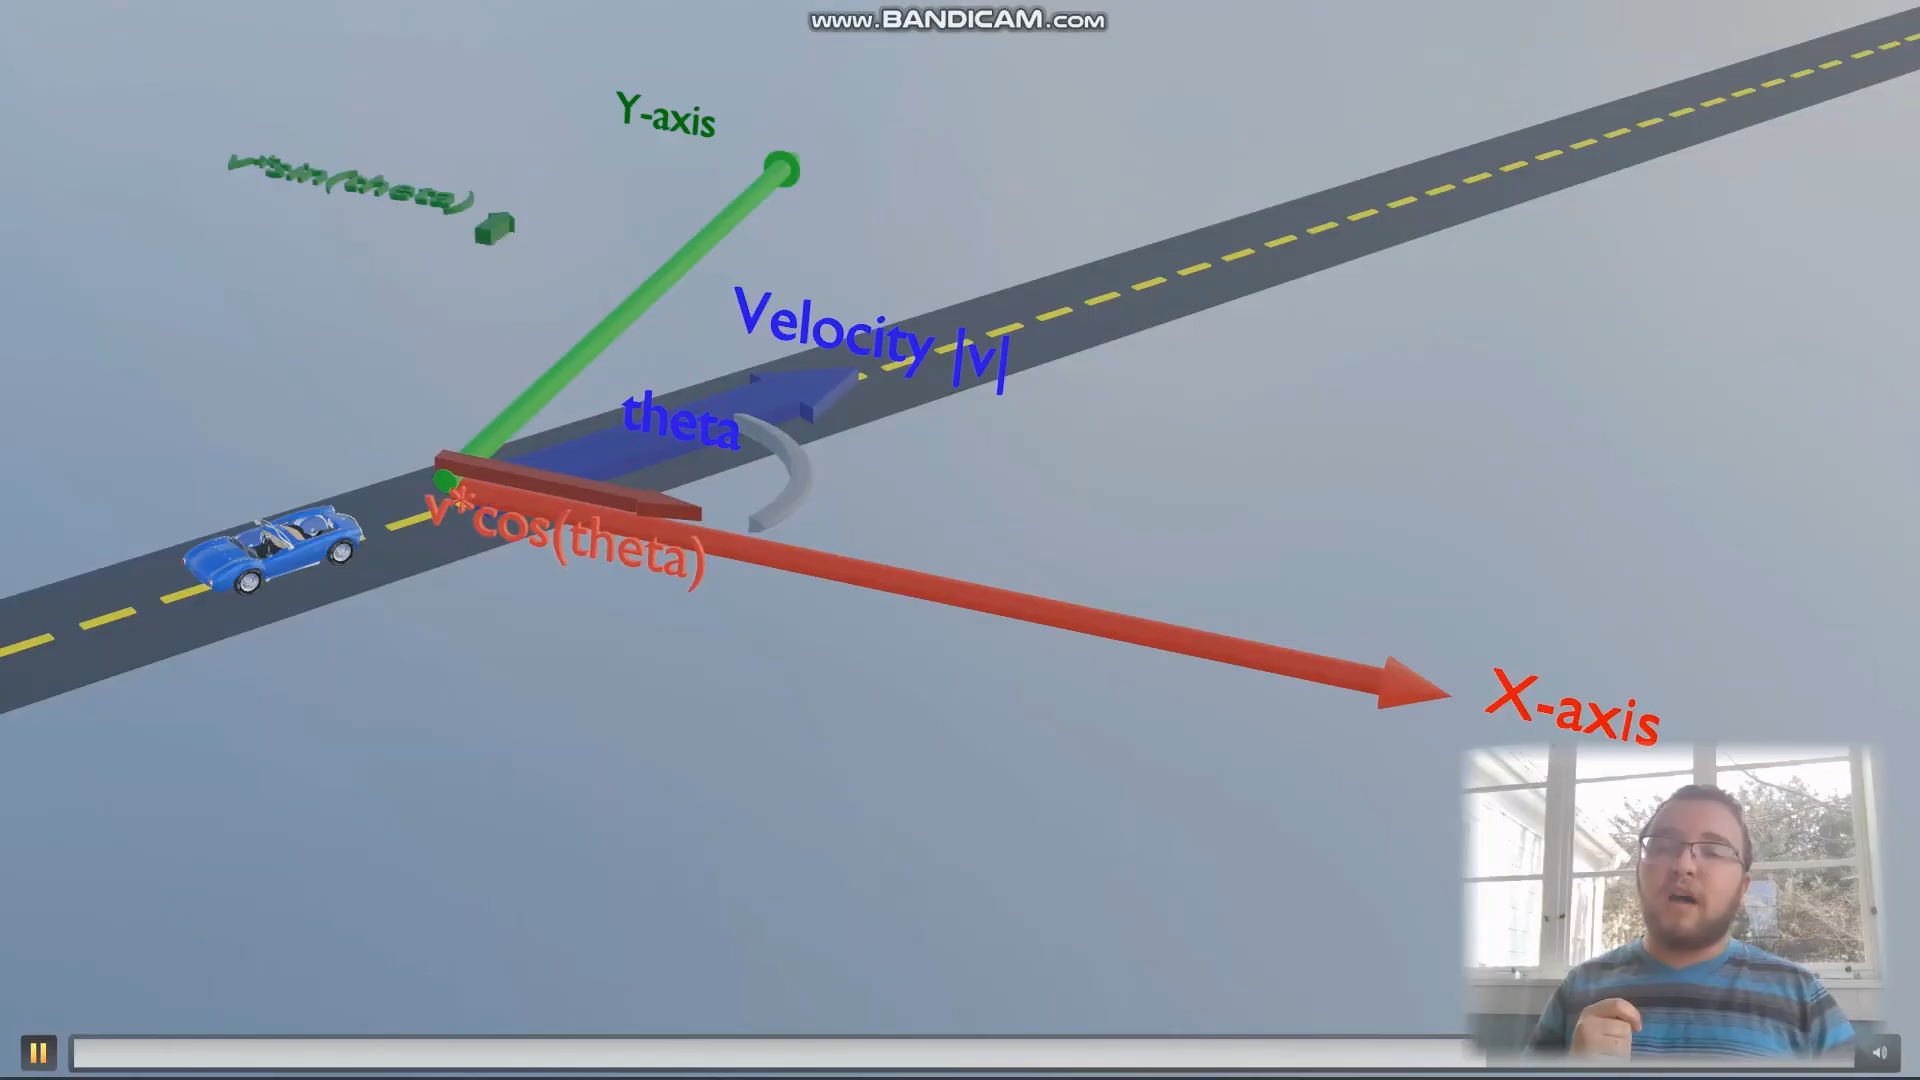 www.BANDICAM.com
Y-axis
v*sin(theta)
Velocity |v|
theta
v*cos(theta)
X-axis